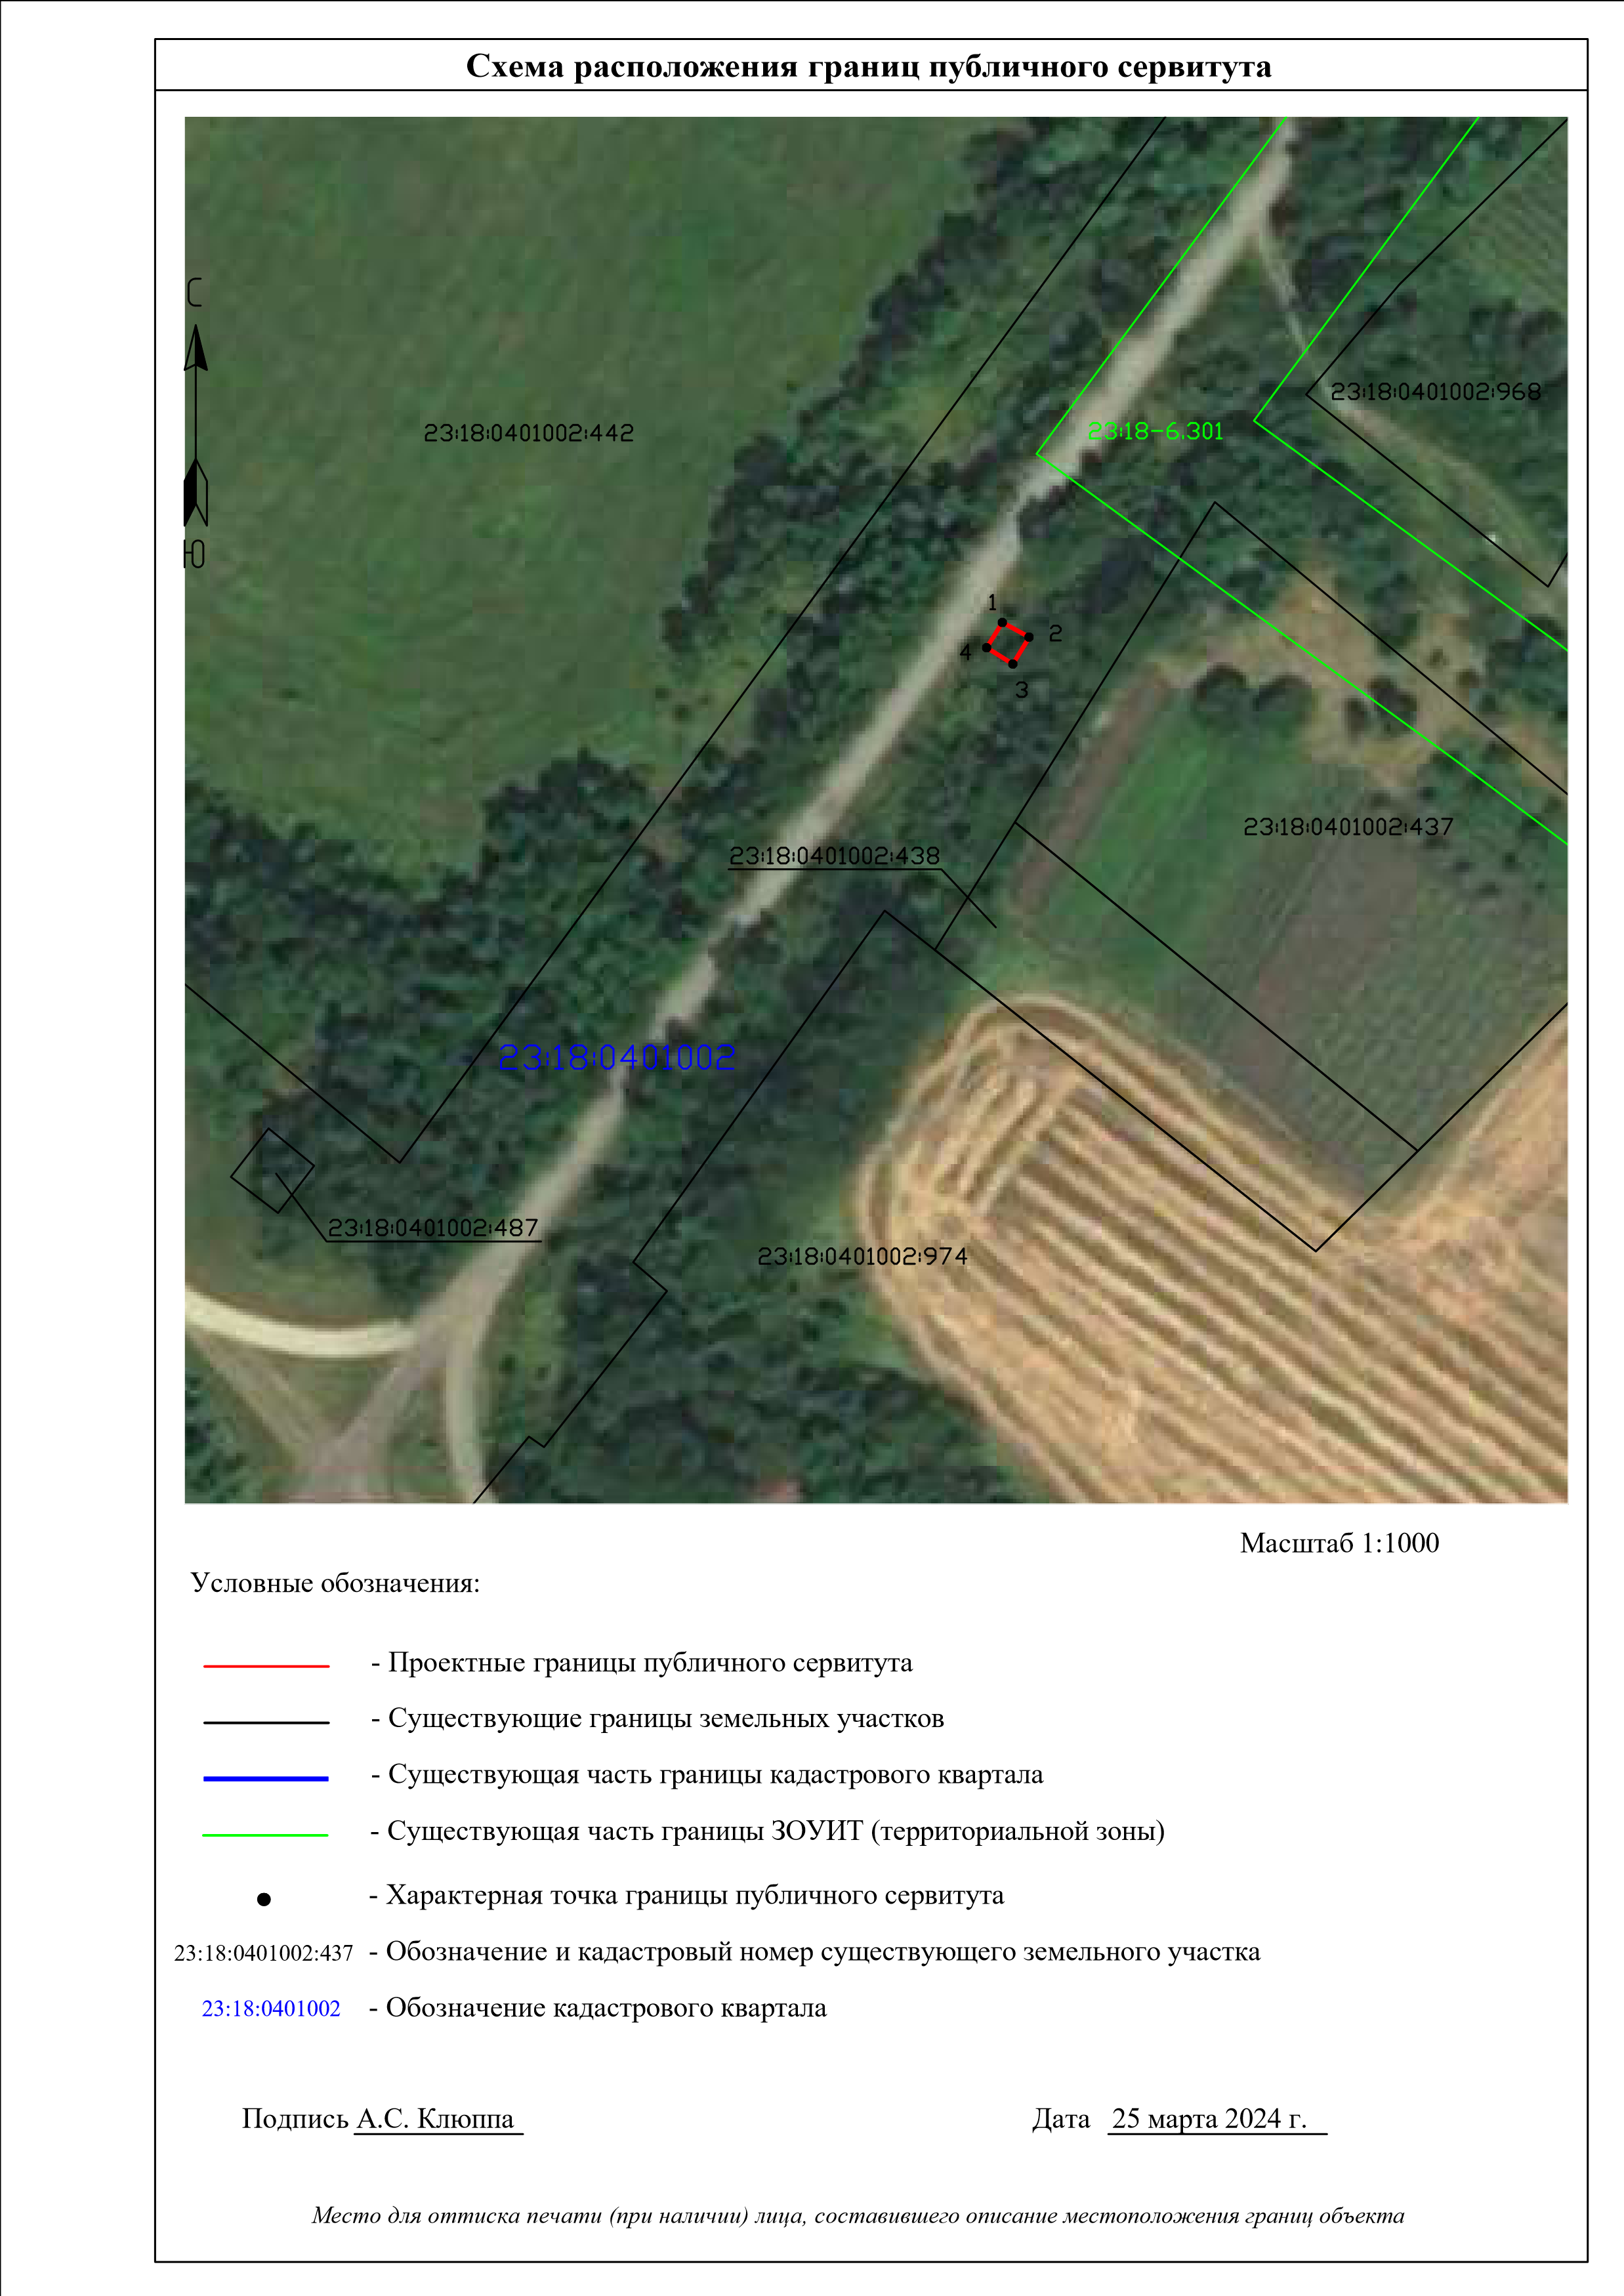 Схема расположения границ публичного сервитута
С
23:18:0401002:968
23:18-6.301
23:18:0401002:442
Ю
1
2
4
3
23:18:0401002:437
23:18:0401002:438
23:18:0401002
23:18:0401002:487
23:18:0401002:974
Масштаб 1:1000
Условные обозначения:
- Проектные границы публичного сервитута
- Существующие границы земельных участков
- Существующая часть границы кадастрового квартала
- Существующая часть границы ЗОУИТ (территориальной зоны)
- Характерная точка границы публичного сервитута
23:18:0401002:437 - Обозначение и кадастровый номер существующего земельного участка
23:18:0401002 - Обозначение кадастрового квартала
Подпись А.С. Клюппа Дата 25 марта 2024 г.
Место для оттиска печати (при наличии) лица, составившего описание местоположения границ объекта